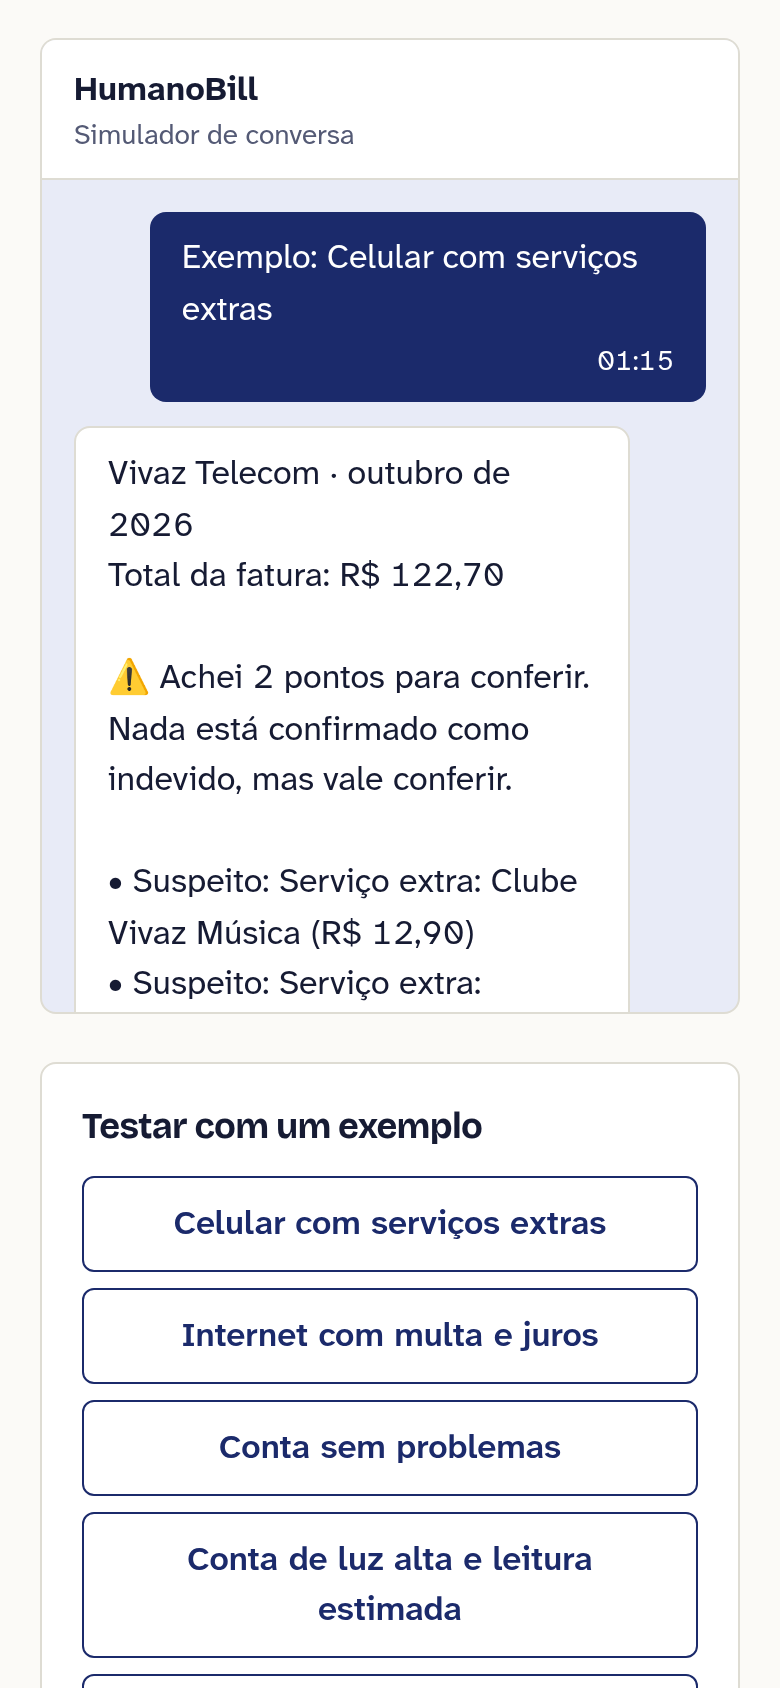 HumanoBill
Simulador de conversa
Exemplo: Celular com serviços
extras
01:15
Vivaz Telecom · outubro de
2026
Total da fatura: R$ 122,70
⚠️ Achei 2 pontos para conferir.
Nada está confirmado como
indevido, mas vale conferir.
• Suspeito: Serviço extra: Clube
Vivaz Música (R$ 12,90)
• Suspeito: Serviço extra:
Testar com um exemplo
Celular com serviços extras
Internet com multa e juros
Conta sem problemas
Conta de luz alta e leitura
estimada